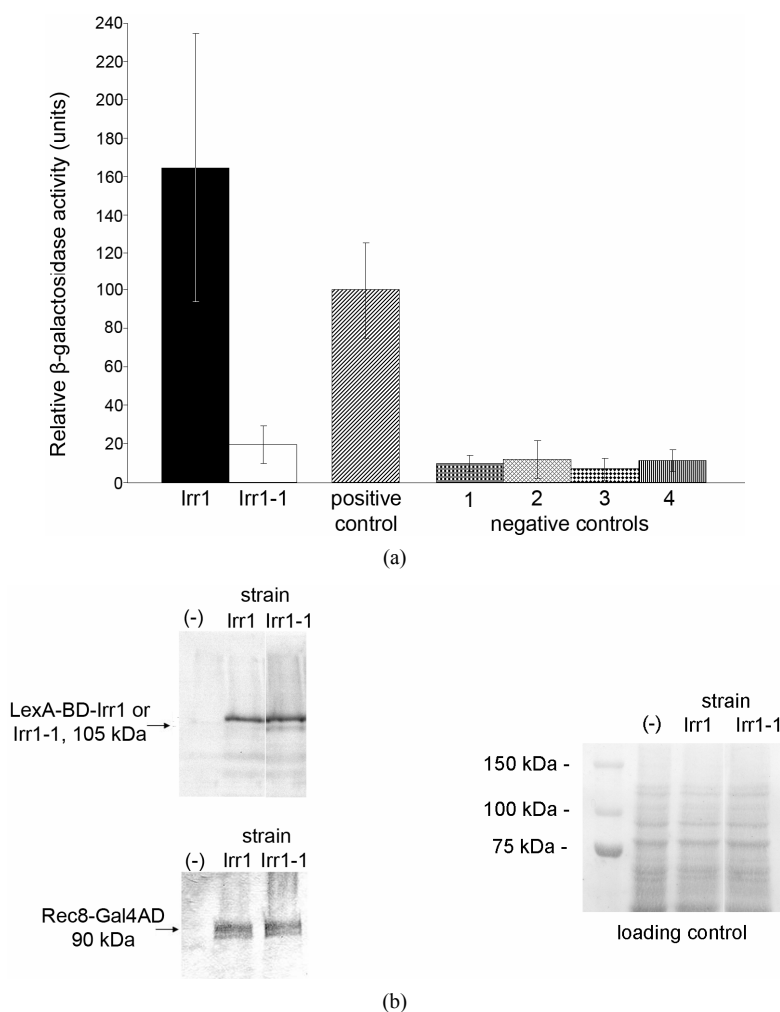 240
220
200
180
160
140
120
100
80
60
40
20
0
Relative β-galactosidase activity (units)
Irr1 Irr1-1 positive control 1 2 3 4
negative controls
(a)
strain
(-) Irr1 Irr1-1
LexA-BD-Irr1 or
Irr1-1, 105 kDa
strain
(-) Irr1 Irr1-1
Rec8-Gal4AD
90 kDa
strain
(-) Irr1 Irr1-1
150 kDa -
100 kDa -
75 kDa -
loading control
(b)